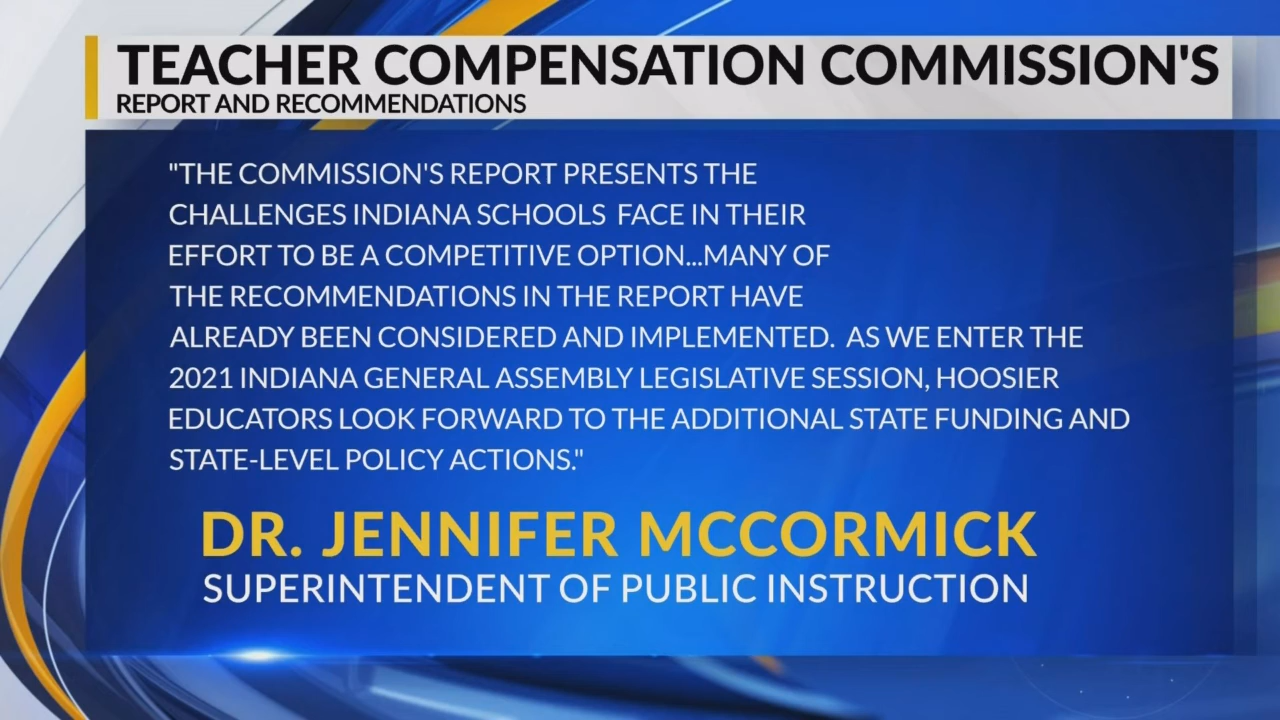 TEACHER COMPENSATION COMMISSION'S
REPORT AND RECOMMENDATIONS
"THE COMMISSION'S REPORT PRESENTS THE
CHALLENGES INDIANA SCHOOLS FACE IN THEIR
EFFORT TO BE A COMPETITIVE OPTION...MANY OF
THE RECOMMENDATIONS IN THE REPORT HAVE
ALREADY BEEN CONSIDERED AND IMPLEMENTED. AS WE ENTER THE
2021 INDIANA GENERAL ASSEMBLY LEGISLATIVE SESSION, HOOSIER
EDUCATORS LOOK FORWARD TO THE ADDITIONAL STATE FUNDING AND
STATE-LEVEL POLICY ACTIONS."
DR. JENNIFER MCCORMICK
SUPERINTENDENT OF PUBLIC INSTRUCTION